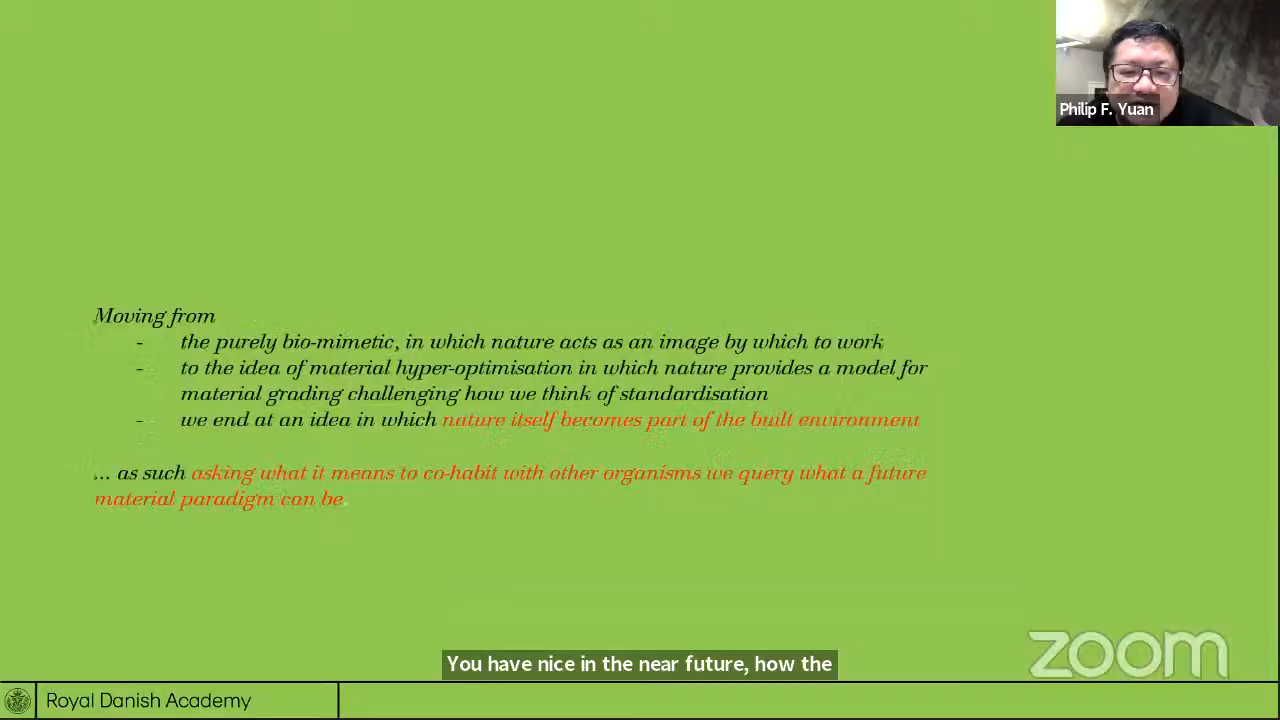 Philip F. Yuan
Moving from
- the purely bio-mimetic, in which nature acts as an image by which to work
- to the idea of material hyper-optimisation in which nature provides a model for
material grading challenging how we think of standardisation
- we end at an idea in which nature itself becomes part of the built environment
... as such asking what it means to co-habit with other organisms we query what a future
material paradigm can be.
You have nice in the near future, how the
zoom
Royal Danish Academy